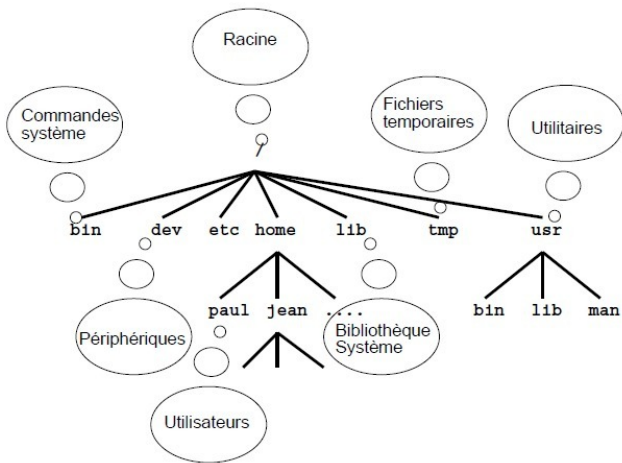 Racine
Commandes
système
Fichiers
temporaires
Utilitaires
/
bin dev etc home lib tmp usr
paul jean .... bin lib man
Périphériques
Bibliothèque
Système
Utilisateurs